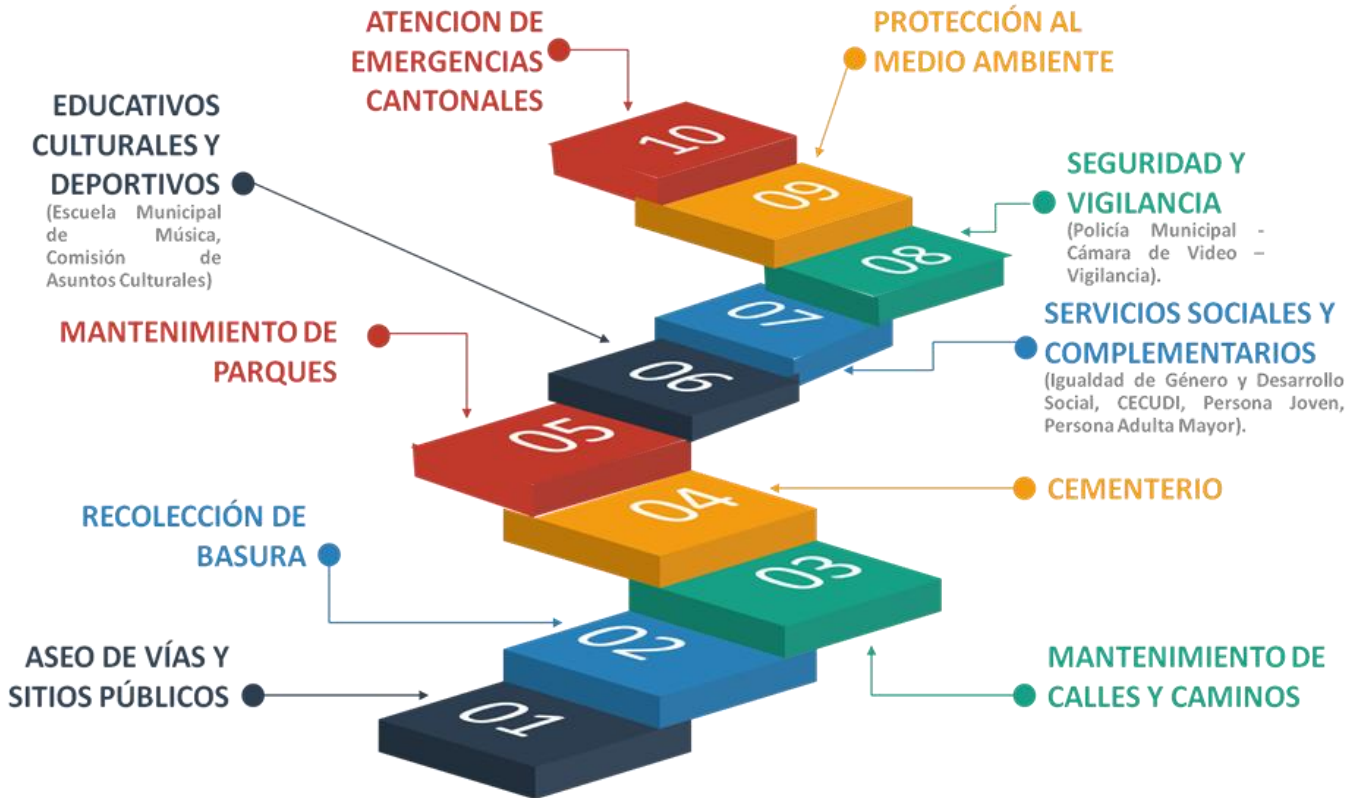 ATENCION DE
EMERGENCIAS
CANTONALES
PROTECCIÓN AL
MEDIO AMBIENTE
EDUCATIVOS
CULTURALES Y
DEPORTIVOS
(Escuela Municipal
de Música,
Comisión de
Asuntos Culturales)
SEGURIDAD Y
VIGILANCIA
(Policía Municipal -
Cámara de Video –
Vigilancia).
MANTENIMIENTO DE
PARQUES
SERVICIOS SOCIALES Y
COMPLEMENTARIOS
(Igualdad de Género y Desarrollo
Social, CECUDI, Persona Joven,
Persona Adulta Mayor).
RECOLECCIÓN DE
BASURA
CEMENTERIO
ASEO DE VÍAS Y
SITIOS PÚBLICOS
MANTENIMIENTO DE
CALLES Y CAMINOS
10
09
08
07
06
05
04
03
02
01